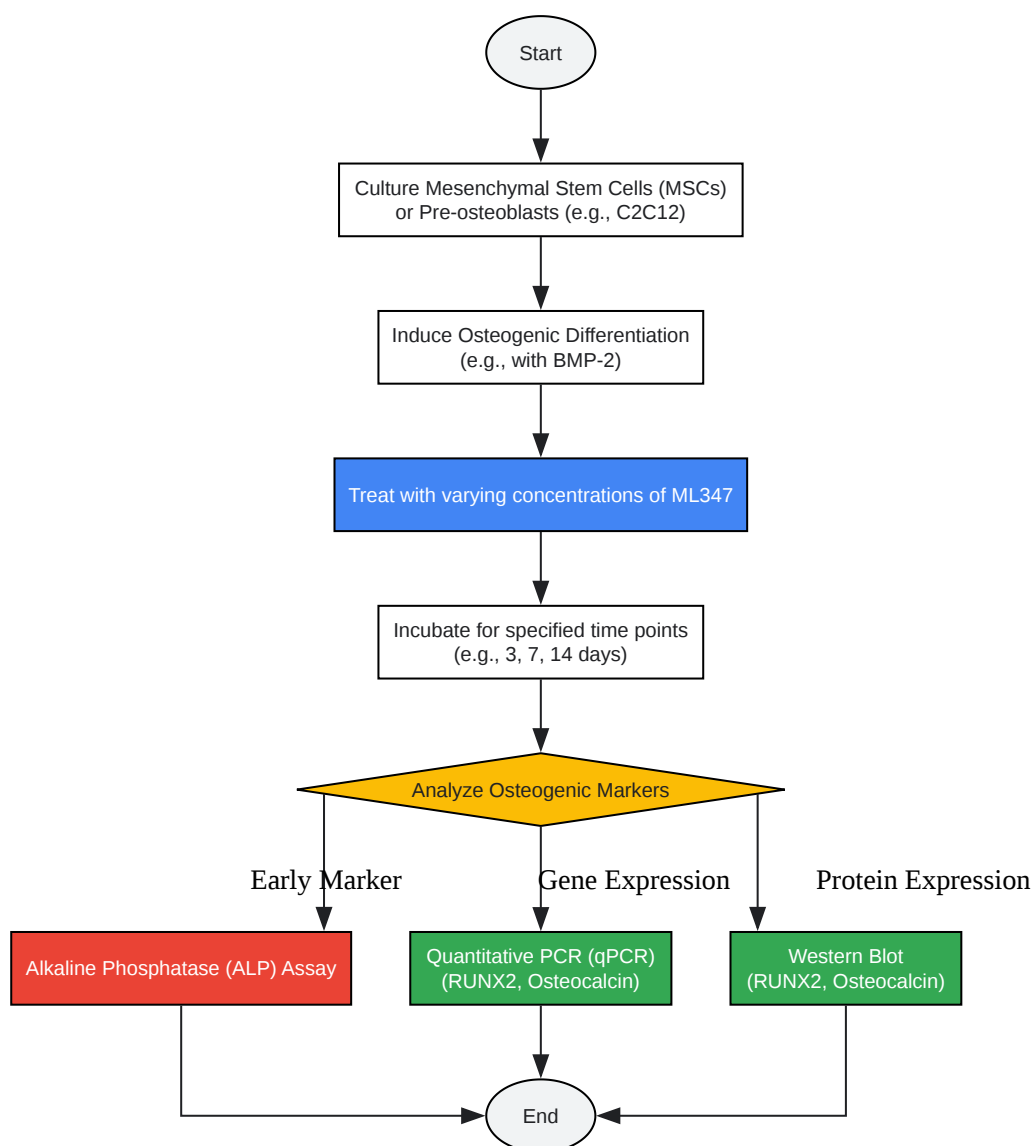 Start
Culture Mesenchymal Stem Cells (MSCs)
or Pre-osteoblasts (e.g., C2C12)
Induce Osteogenic Differentiation
(e.g., with BMP-2)
Treat with varying concentrations of ML347
Incubate for specified time points
(e.g., 3, 7, 14 days)
Analyze Osteogenic Markers
Early Marker
Gene Expression
Protein Expression
Alkaline Phosphatase (ALP) Assay
Quantitative PCR (qPCR)
(RUNX2, Osteocalcin)
Western Blot
(RUNX2, Osteocalcin)
End